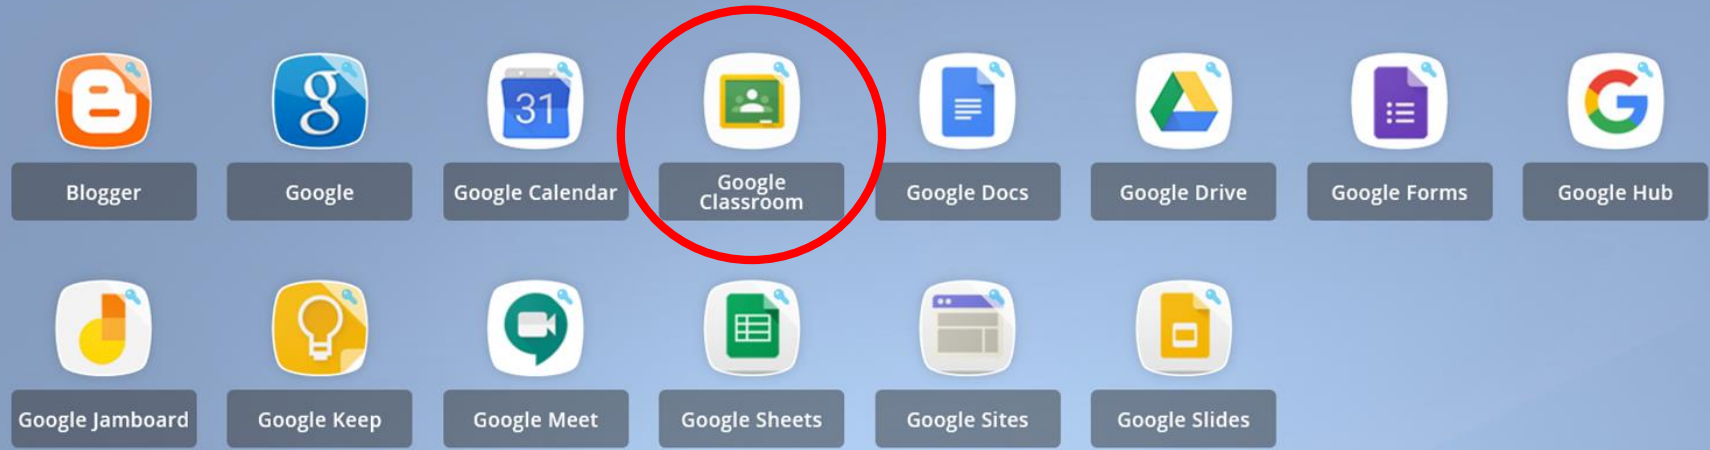 31
Blogger
Google
Google Calendar
Google
Classroom
Google Docs
Google Drive
Google Forms
Google Hub
Google Jamboard
Google Keep
Google Meet
Google Sheets
Google Sites
Google Slides